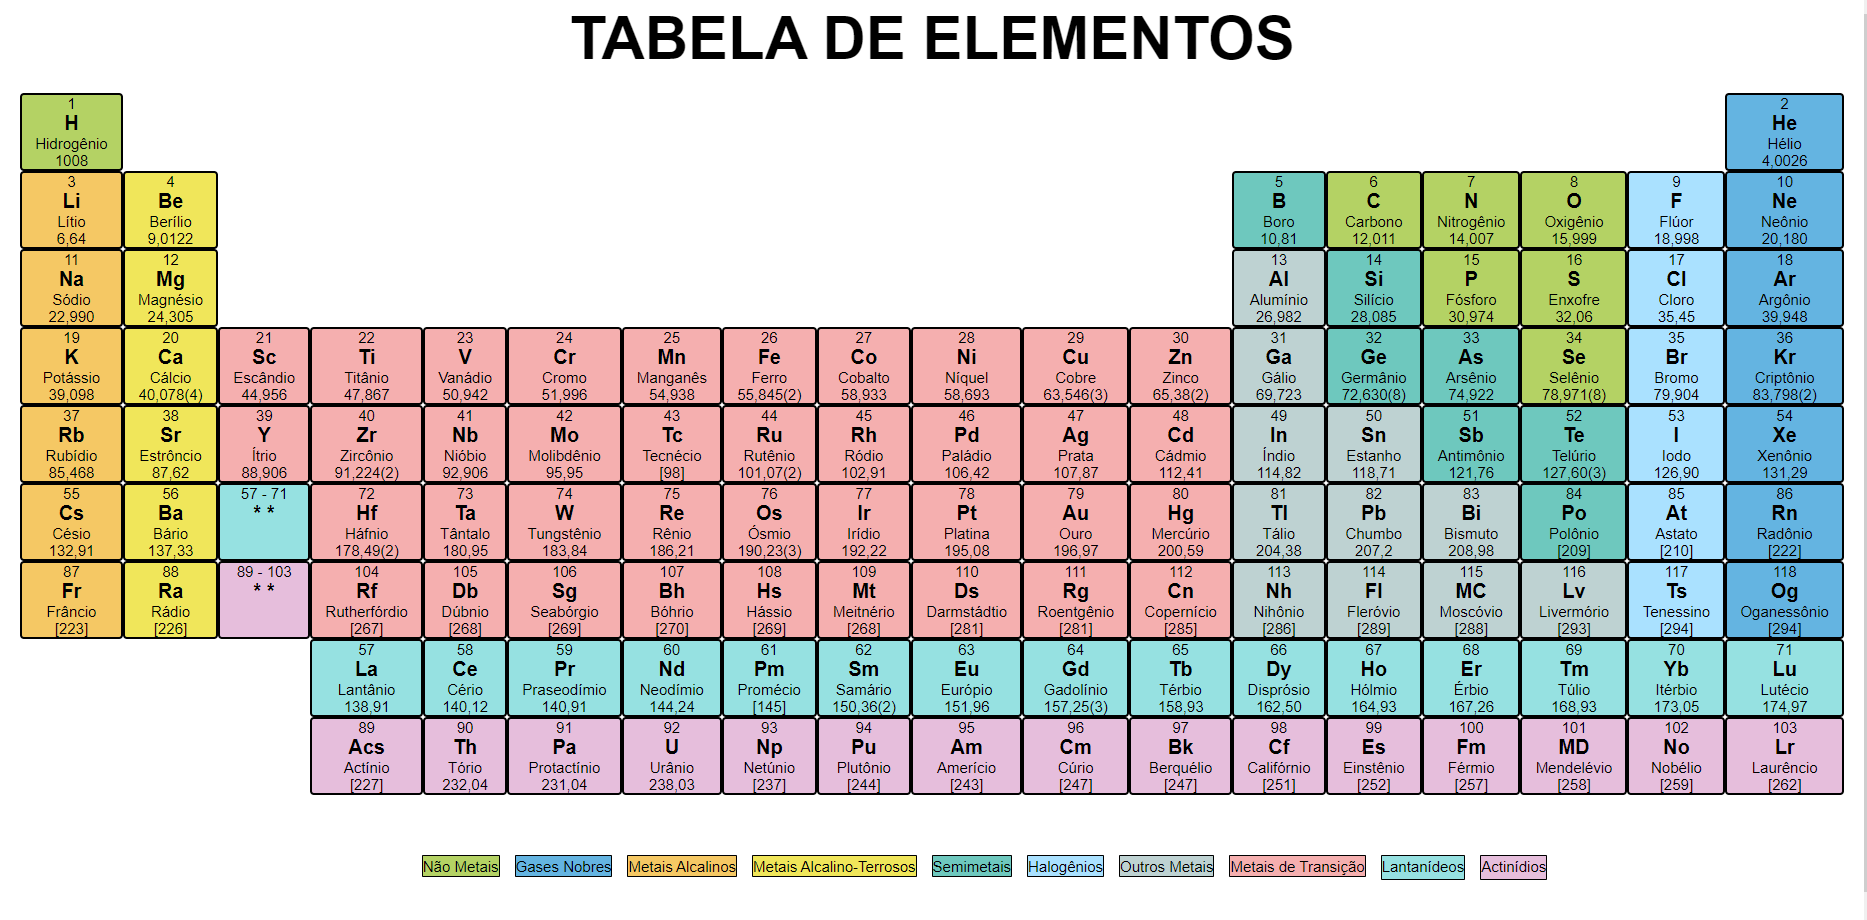 TABELA DE ELEMENTOS
1
H
Hidrogênio
1008
2
He
Hélio
4,0026
3
Li
Lítio
6,64
4
Be
Berílio
9,0122
5
B
Boro
10,81
6
C
Carbono
12,011
7
N
Nitrogênio
14,007
8
O
Oxigênio
15,999
9
F
Flúor
18,998
10
Ne
Neônio
20,180
11
Na
Sódio
22,990
12
Mg
Magnésio
24,305
13
Al
Alumínio
26,982
14
Si
Silício
28,085
15
P
Fósforo
30,974
16
S
Enxofre
32,06
17
Cl
Cloro
35,45
18
Ar
Argônio
39,948
19
K
Potássio
39,098
20
Ca
Cálcio
40,078(4)
21
Sc
Escândio
44,956
22
Ti
Titânio
47,867
23
V
Vanádio
50,942
24
Cr
Cromo
51,996
25
Mn
Manganês
54,938
26
Fe
Ferro
55,845(2)
27
Co
Cobalto
58,933
28
Ni
Níquel
58,693
29
Cu
Cobre
63,546(3)
30
Zn
Zinco
65,38(2)
31
Ga
Gálio
69,723
32
Ge
Germânio
72,630(8)
33
As
Arsênio
74,922
34
Se
Selênio
78,971(8)
35
Br
Bromo
79,904
36
Kr
Criptônio
83,798(2)
37
Rb
Rubídio
85,468
38
Sr
Estrôncio
87,62
39
Y
Ítrio
88,906
40
Zr
Zircônio
91,224(2)
41
Nb
Nióbio
92,906
42
Mo
Molibdênio
95,95
43
Tc
Tecnécio
[98]
44
Ru
Rutênio
101,07(2)
45
Rh
Ródio
102,91
46
Pd
Paládio
106,42
47
Ag
Prata
107,87
48
Cd
Cádmio
112,41
49
In
Índio
114,82
50
Sn
Estanho
118,71
51
Sb
Antimônio
121,76
52
Te
Telúrio
127,60(3)
53
I
Iodo
126,90
54
Xe
Xenônio
131,29
55
Cs
Césio
132,91
56
Ba
Bário
137,33
57 - 71
* *
72
Hf
Háfnio
178,49(2)
73
Ta
Tântalo
180,95
74
W
Tungstênio
183,84
75
Re
Rênio
186,21
76
Os
Ósmio
190,23(3)
77
Ir
Irídio
192,22
78
Pt
Platina
195,08
79
Au
Ouro
196,97
80
Hg
Mercúrio
200,59
81
Tl
Tálio
204,38
82
Pb
Chumbo
207,2
83
Bi
Bismuto
208,98
84
Po
Polônio
[209]
85
At
Astato
[210]
86
Rn
Radônio
[222]
87
Fr
Frâncio
[223]
88
Ra
Rádio
[226]
89 - 103
* *
104
Rf
Rutherfórdio
[267]
105
Db
Dúbnio
[268]
106
Sg
Seabórgio
[269]
107
Bh
Bóhrio
[270]
108
Hs
Hássio
[269]
109
Mt
Meitnério
[268]
110
Ds
Darmstádtio
[281]
111
Rg
Roentgênio
[281]
112
Cn
Copernício
[285]
113
Nh
Nihônio
[286]
114
Fl
Fleróvio
[289]
115
MC
Moscóvio
[288]
116
Lv
Livermório
[293]
117
Ts
Tenessino
[294]
118
Og
Oganessônio
[294]
57
La
Lantânio
138,91
58
Ce
Cério
140,12
59
Pr
Praseodímio
140,91
60
Nd
Neodímio
144,24
61
Pm
Promécio
[145]
62
Sm
Samário
150,36(2)
63
Eu
Európio
151,96
64
Gd
Gadolínio
157,25(3)
65
Tb
Térbio
158,93
66
Dy
Disprósio
162,50
67
Ho
Hólmio
164,93
68
Er
Érbio
167,26
69
Tm
Túlio
168,93
70
Yb
Itérbio
173,05
71
Lu
Lutécio
174,97
89
Acs
Actínio
[227]
90
Th
Tório
232,04
91
Pa
Protactínio
231,04
92
U
Urânio
238,03
93
Np
Netúnio
[237]
94
Pu
Plutônio
[244]
95
Am
Amerício
[243]
96
Cm
Cúrio
[247]
97
Bk
Berquélio
[247]
98
Cf
Califórnio
[251]
99
Es
Einstênio
[252]
100
Fm
Férmio
[257]
101
MD
Mendelévio
[258]
102
No
Nobélio
[259]
103
Lr
Laurêncio
[262]
Não Metais
Gases Nobres
Metais Alcalinos
Metais Alcalino-Terrosos
Semimetais
Halogênios
Outros Metais
Metais de Transição
Lantanídeos
Actinídios